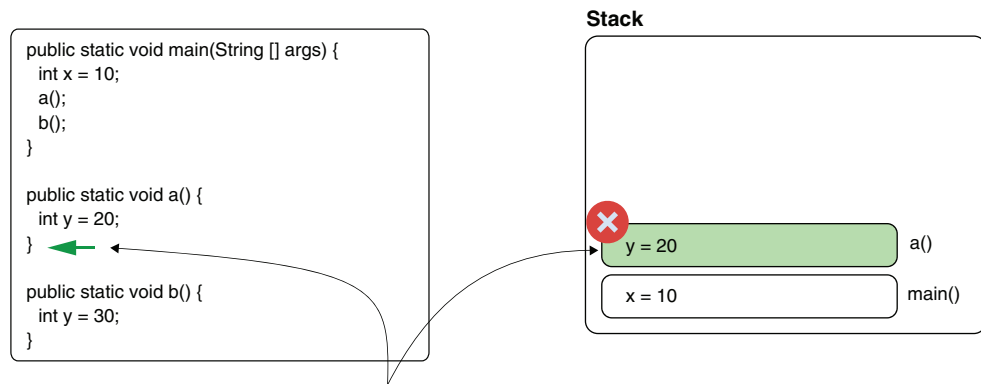 public static void main(String [] args) {
int x = 10;
a();
b();
}
public static void a() {
int y = 20;
}
public static void b() {
int y = 30;
}
Stack
y = 20
a()
x = 10
main()